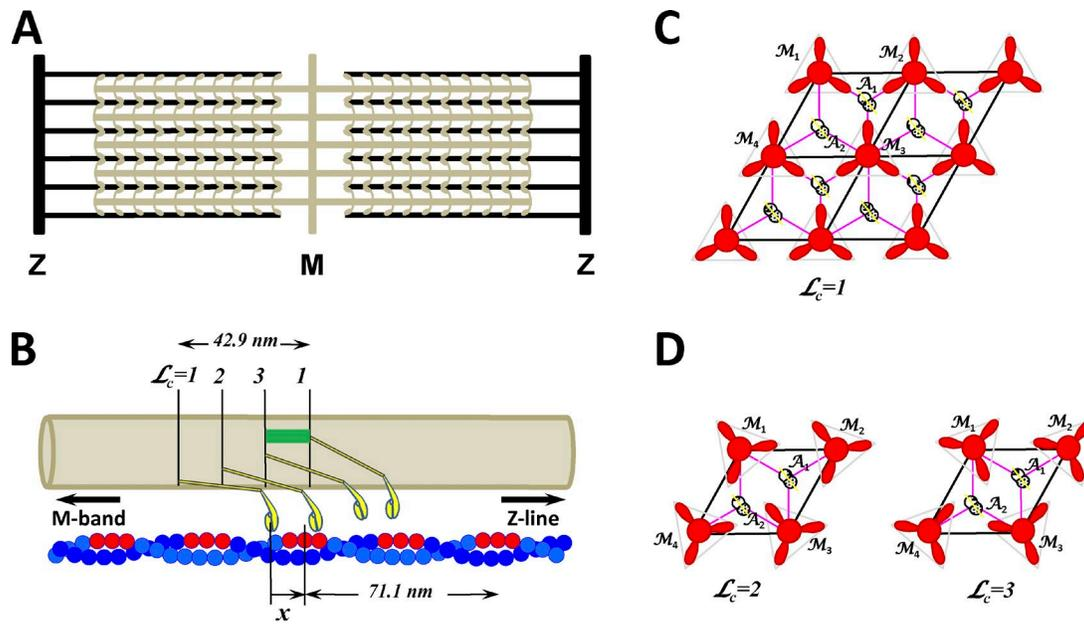 A
Z
M
Z
B
42.9 nm
ℒc=1
2
3
1
M-band
Z-line
71.1 nm
x
C
ℳ1
ℳ2
𝒜1
ℳ4
𝒜2
ℳ3
ℒc=1
D
ℳ1
ℳ2
𝒜1
𝒜2
ℳ4
ℳ3
ℒc=2
ℳ1
ℳ2
𝒜1
𝒜2
ℳ4
ℳ3
ℒc=3